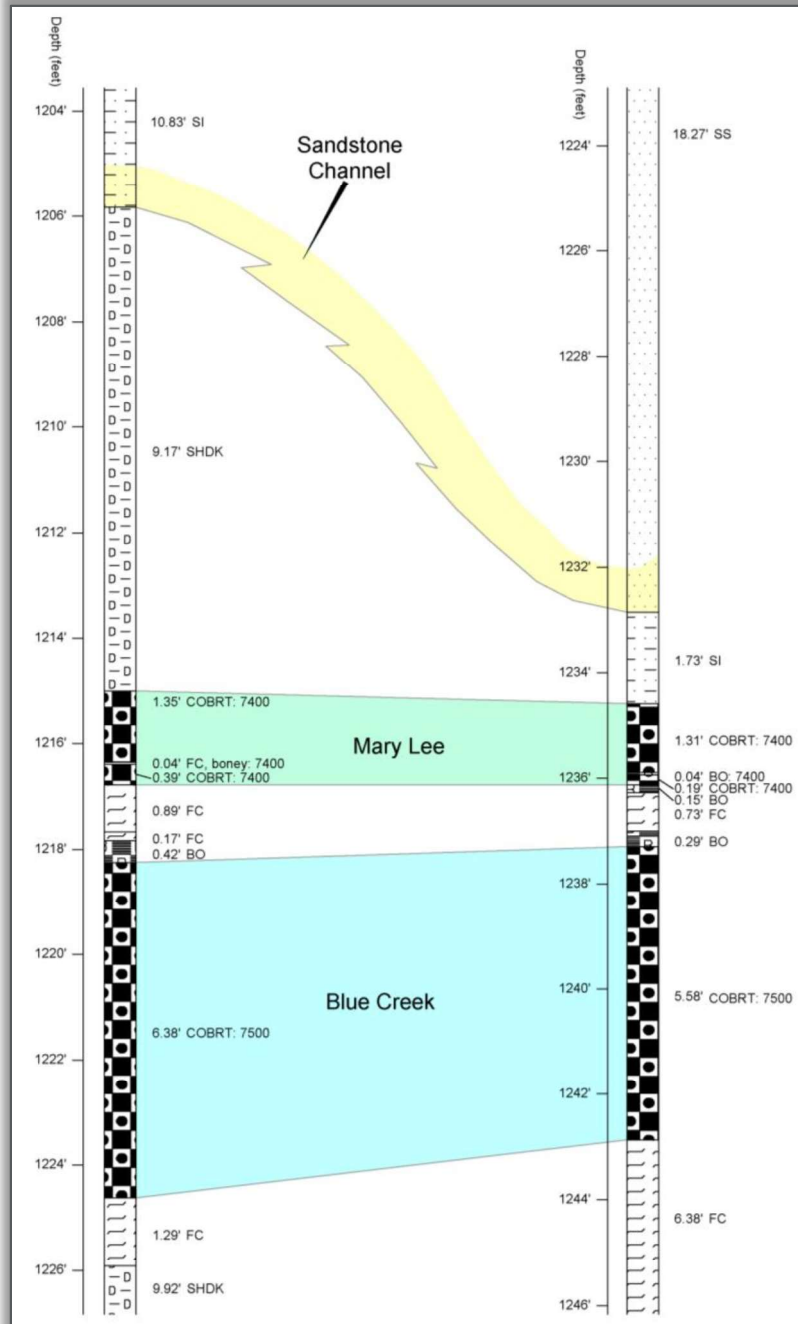 Depth (feet)
1204'
1206'
1208'
1210'
1212'
1214'
1216'
1218'
1220'
1222'
1224'
1226'
10.83' SI
9.17' SHDK
1.35' COBRT: 7400
0.04' FC, boney: 7400
0.39' COBRT: 7400
0.89' FC
0.17' FC
0.42' BO
6.38' COBRT: 7500
1.29' FC
9.92' SHDK
Sandstone
Channel
Mary Lee
Blue Creek
Depth (feet)
1224'
1226'
1228'
1230'
1232'
1234'
1236'
1238'
1240'
1242'
1244'
1246'
18.27' SS
1.73' SI
1.31' COBRT: 7400
0.04' BO: 7400
0.19' COBRT: 7400
0.15' BO
0.73' FC
0.29' BO
5.58' COBRT: 7500
6.38' FC